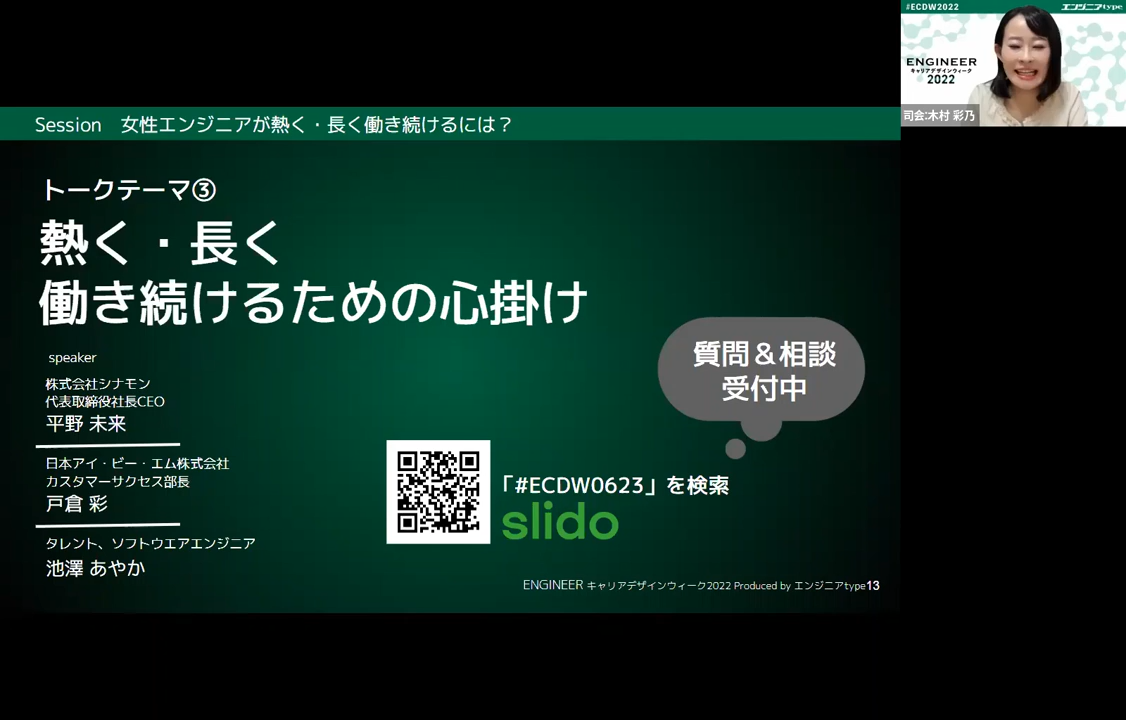 #ECDW2022
エンジニアtype
ENGINEER
キャリアデザインウィーク
2022
司会:木村 彩乃
Session 女性エンジニアが熱く・長く働き続けるには？
トークテーマ③
熱く・長く
働き続けるための心掛け
speaker
株式会社シナモン
代表取締役社長CEO
平野 未来
日本アイ・ビー・エム株式会社
カスタマーサクセス部長
戸倉 彩
タレント、ソフトウエアエンジニア
池澤 あやか
質問＆相談
受付中
「#ECDW0623」を検索
slido
ENGINEER キャリアデザインウィーク2022 Produced by エンジニアtype13